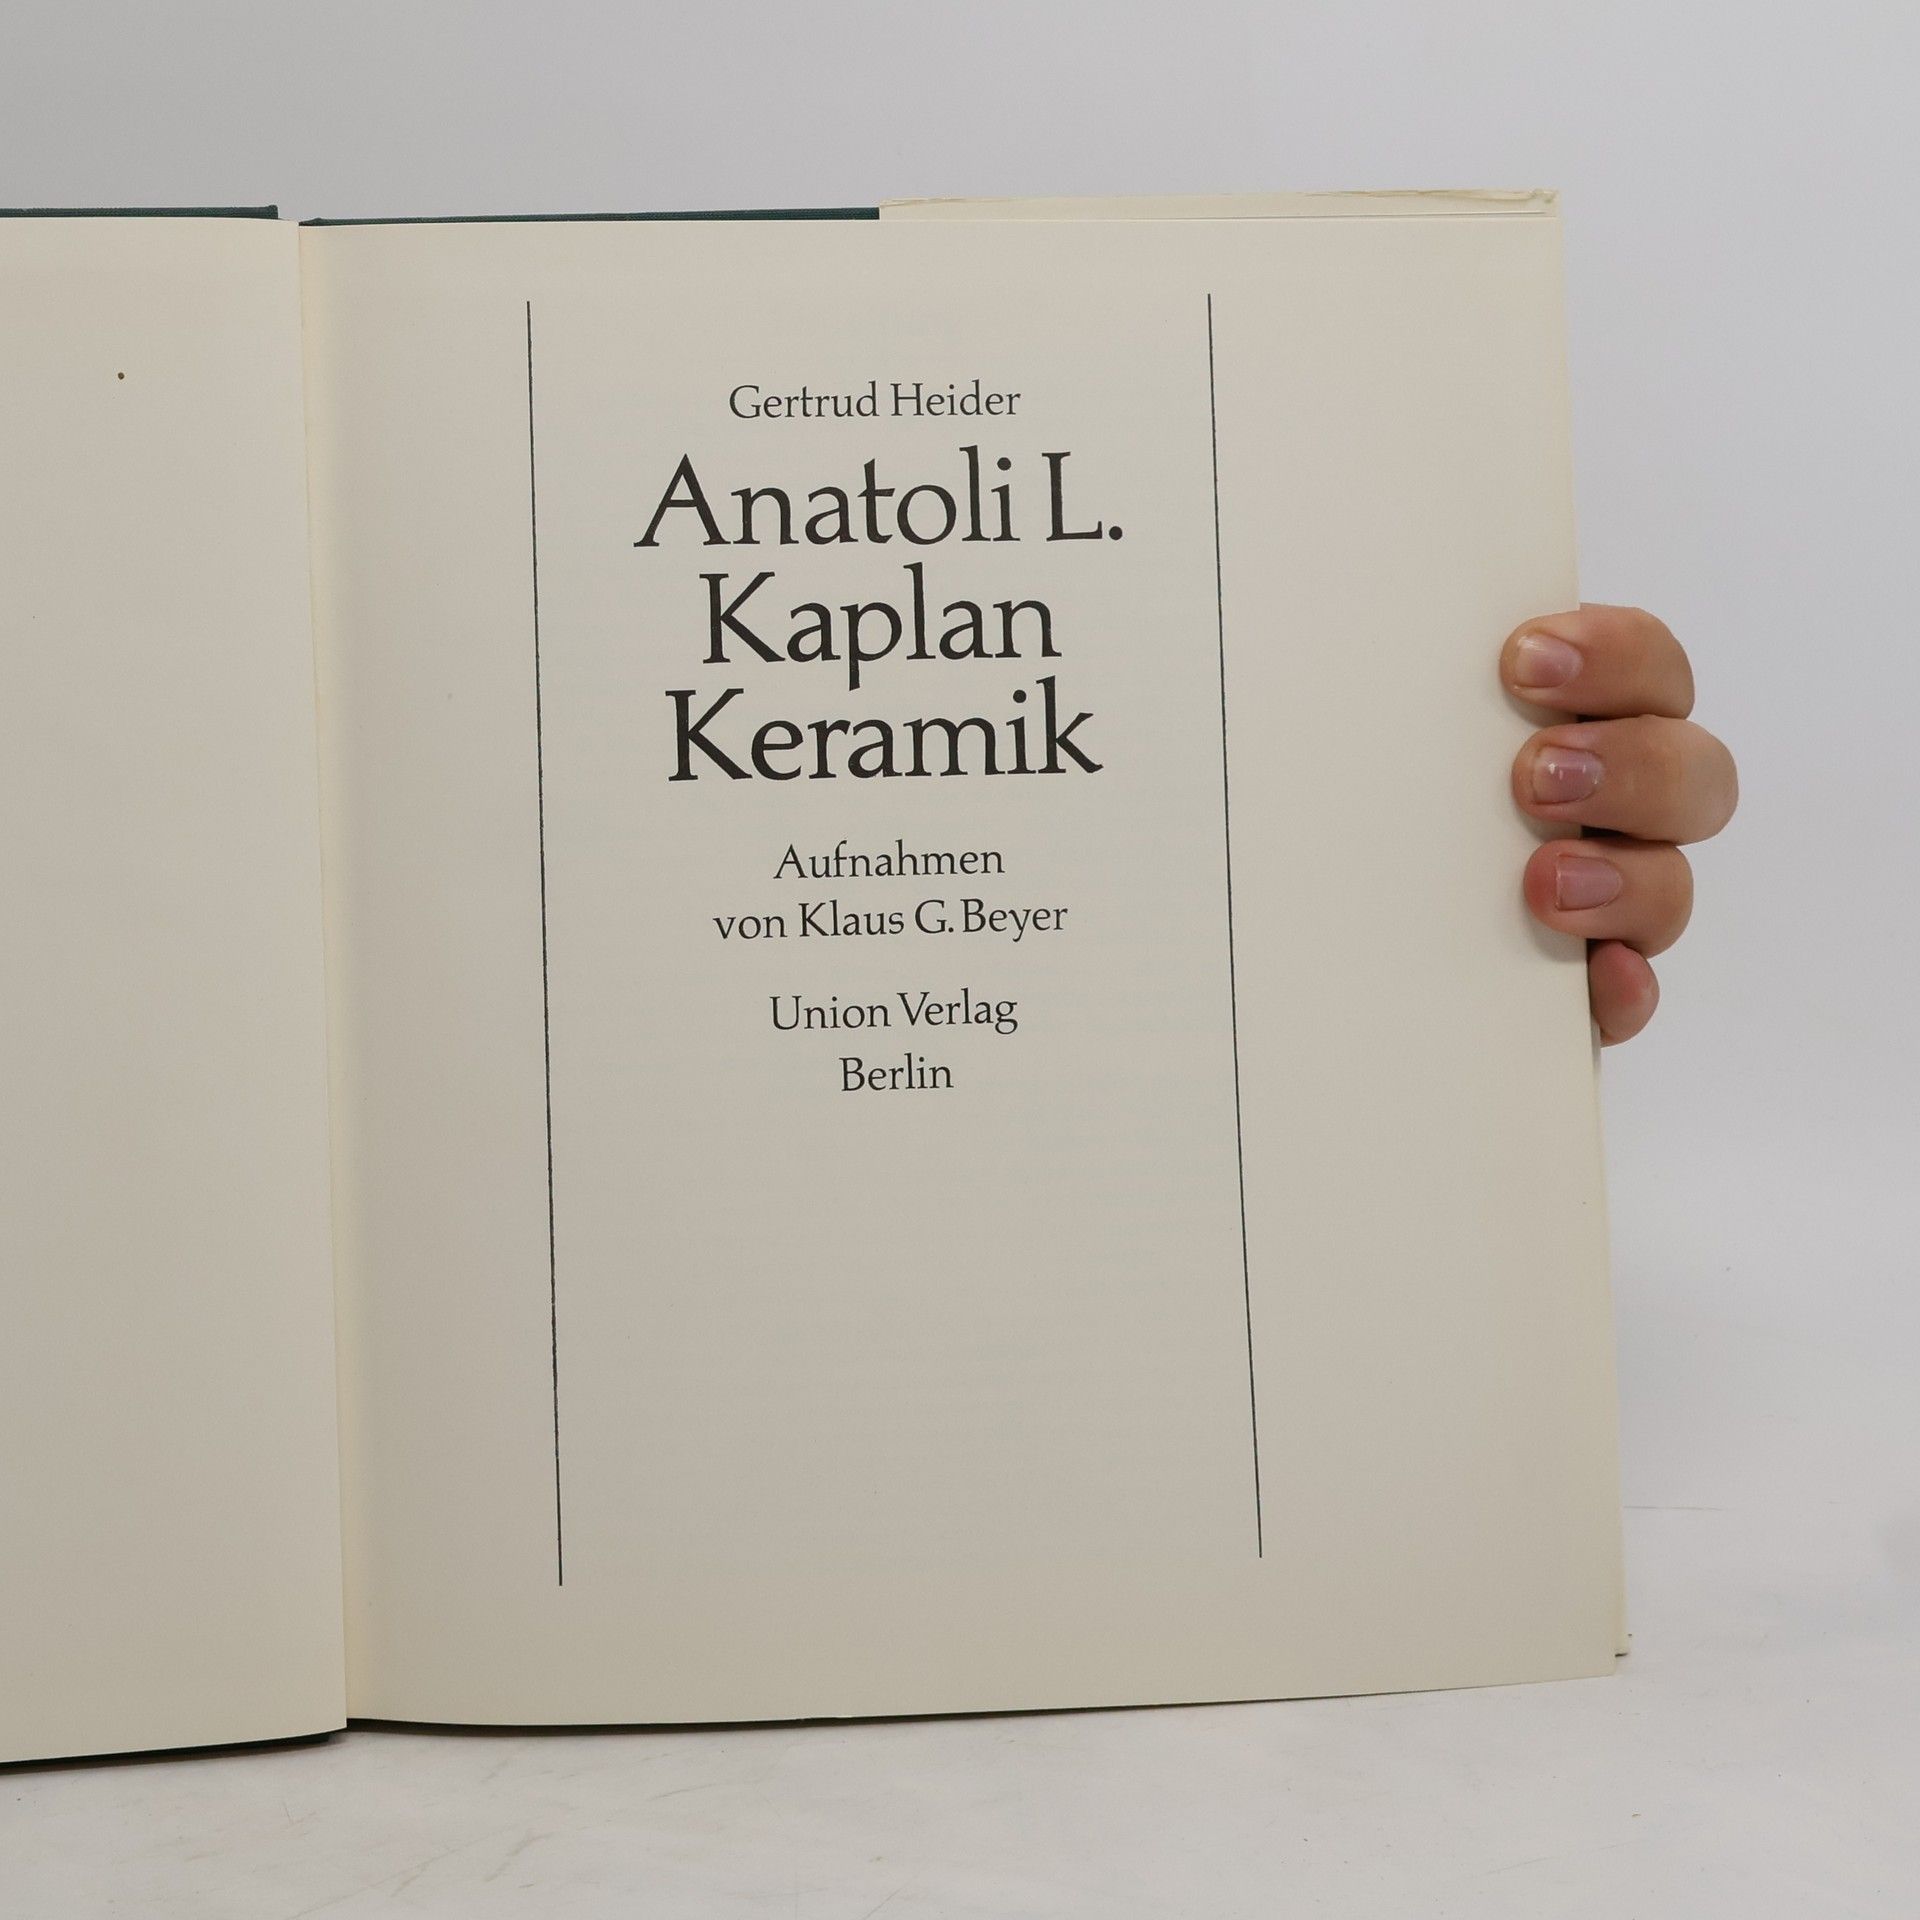 Gertrud Heider
Anatoli L.
Kaplan
Keramik
Aufnahmen
von Klaus G. Beyer
Union Verlag
Berlin